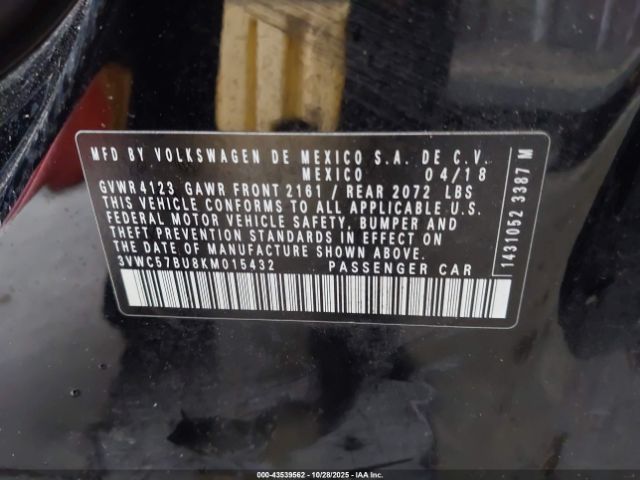 MFD BY VOLKSWAGEN DE MEXICO S.A. DE C.V.
MEXICO 04/18
GVWR 4123 GAWR FRONT 2161 / REAR 2072 LBS
THIS VEHICLE CONFORMS TO ALL APPLICABLE U.S.
FEDERAL MOTOR VEHICLE SAFETY, BUMPER AND
THEFT PREVENTION STANDARDS IN EFFECT ON
THE DATE OF MANUFACTURE SHOWN ABOVE.
3VWC57BU8KM015432 PASSENGER CAR
1431052 3387 M
000-43539562 | 10/28/2025 | IAAI.CA